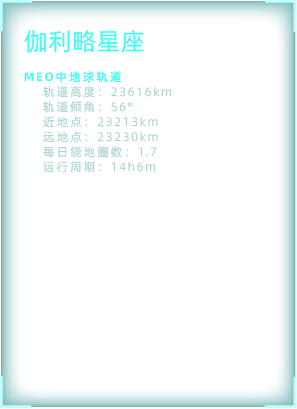 伽利略星座
MEO中地球轨道
轨道高度：23616km
轨道倾角：56°
近地点：23213km
远地点：23230km
每日绕地圈数：1.7
运行周期：14h6m